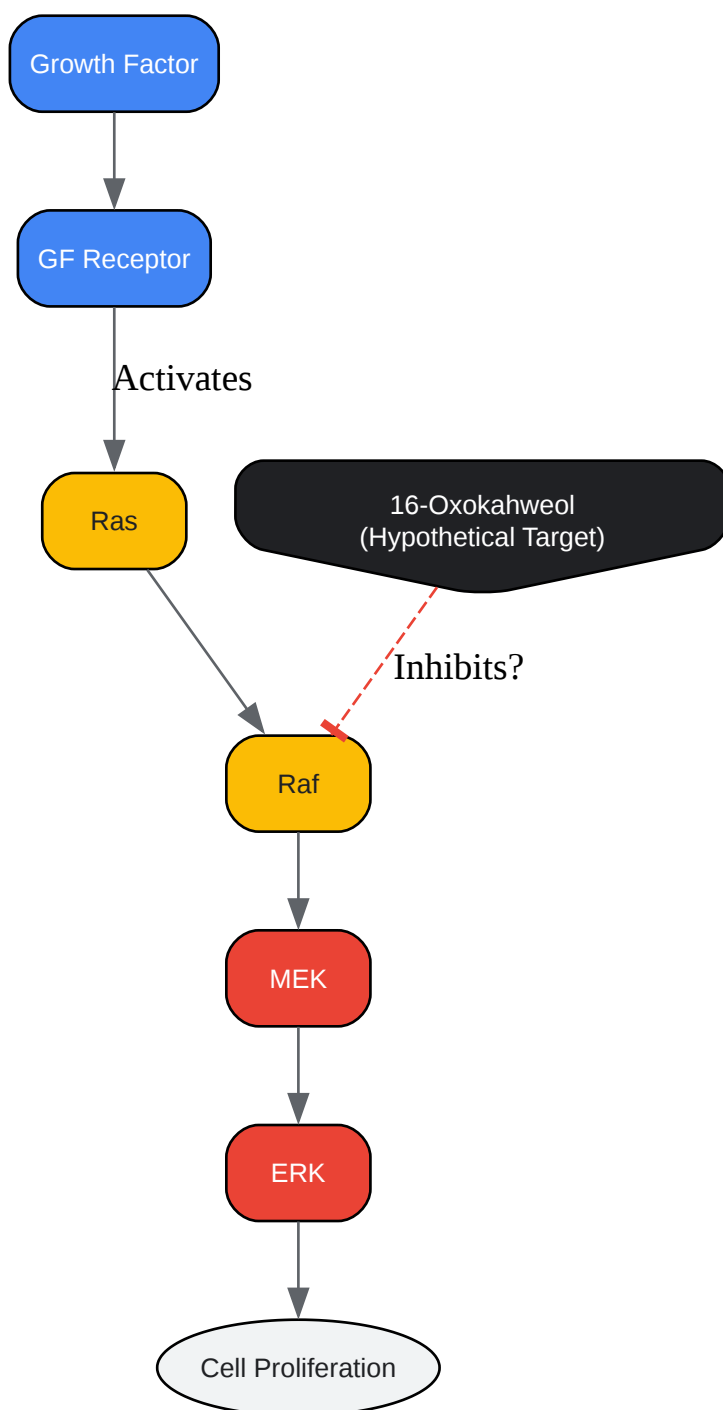 Growth Factor
GF Receptor
Activates
Ras
16-Oxokahweol
(Hypothetical Target)
Inhibits?
Raf
MEK
ERK
Cell Proliferation